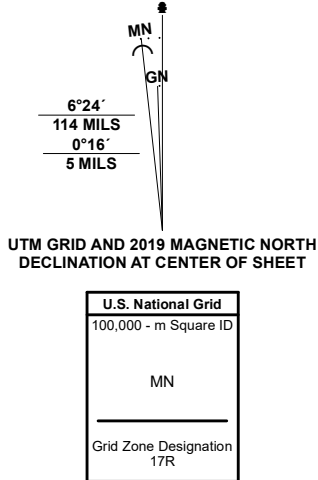 MN
GN
6°24´
114 MILS
0°16´
5 MILS
UTM GRID AND 2019 MAGNETIC NORTH
DECLINATION AT CENTER OF SHEET
U.S. National Grid
100,000 - m Square ID
MN
Grid Zone Designation
17R